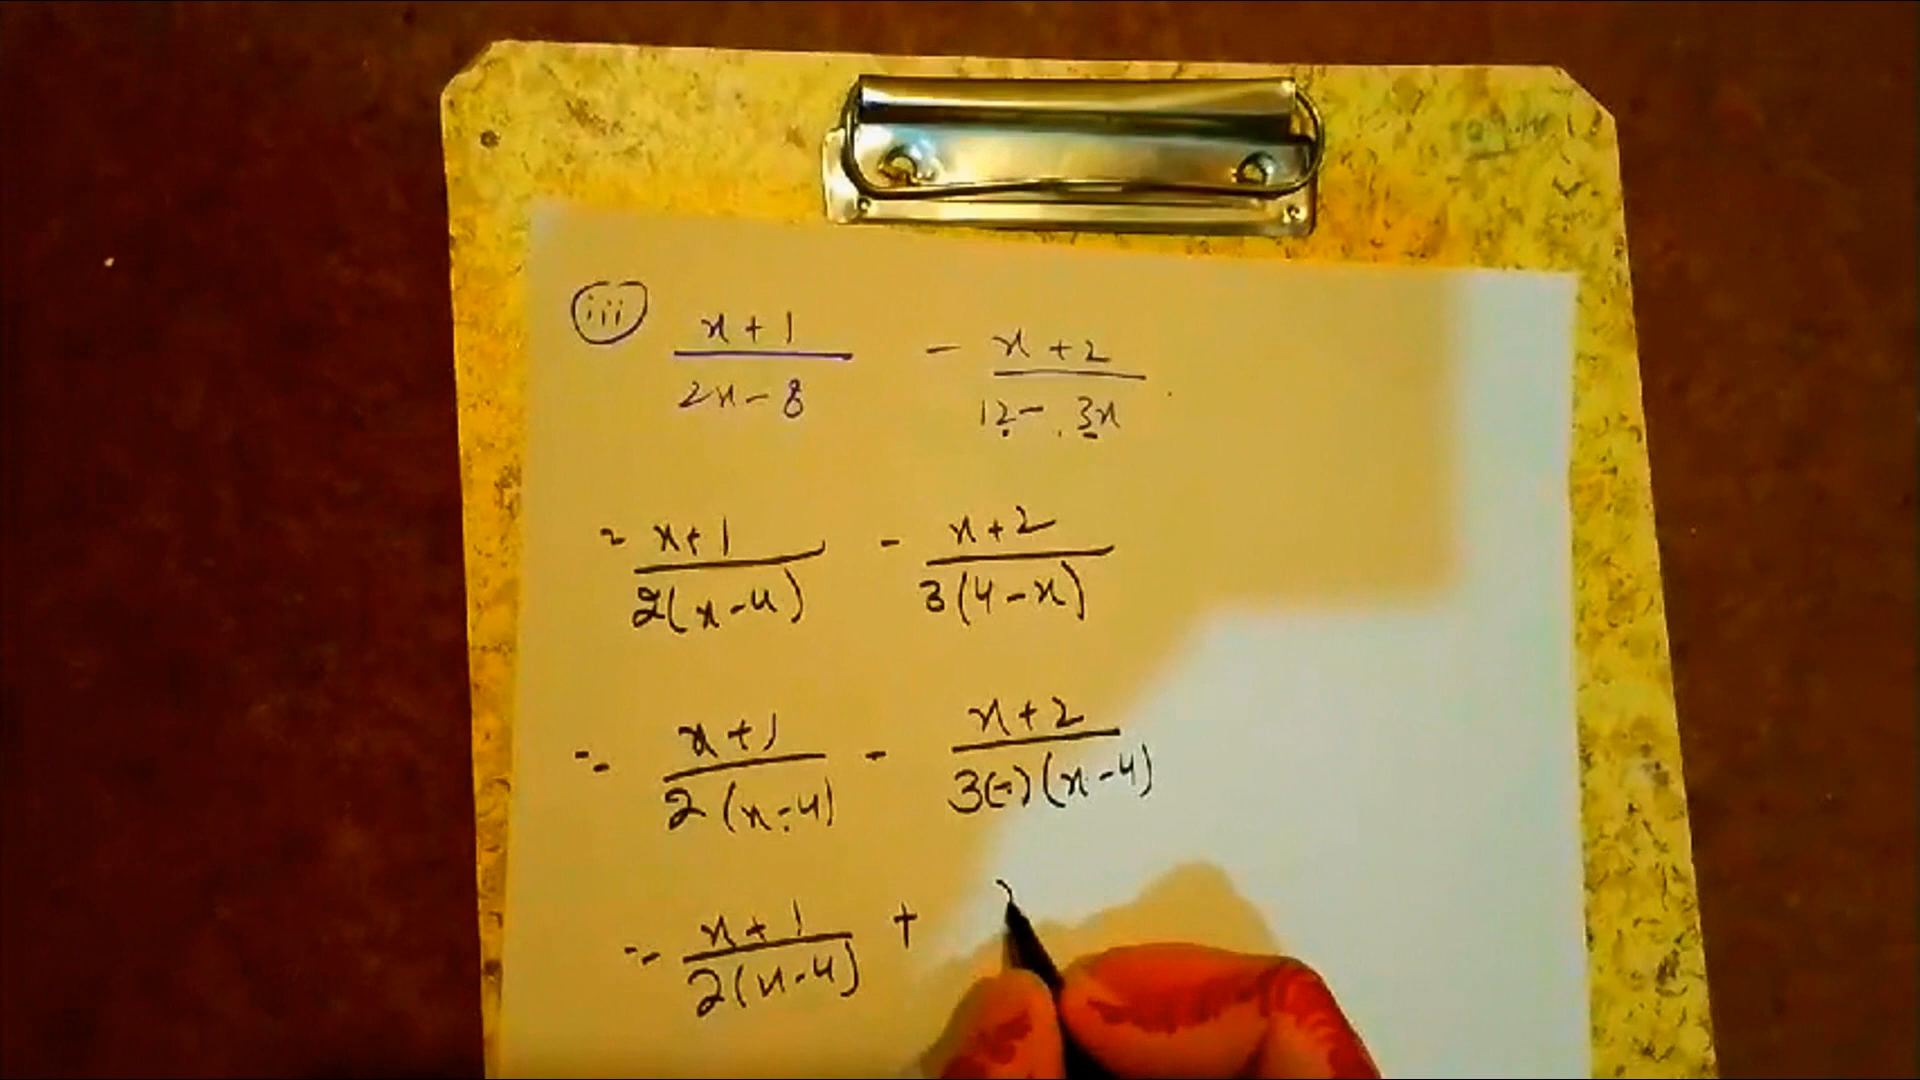 iii x+1 / 2x-8 - x+2 / 12-3x
= x+1 / 2(x-4) - x+2 / 3(4-x)
= x+1 / 2(x-4) - x+2 / 3(-)(x-4)
= x+1 / 2(x-4) +